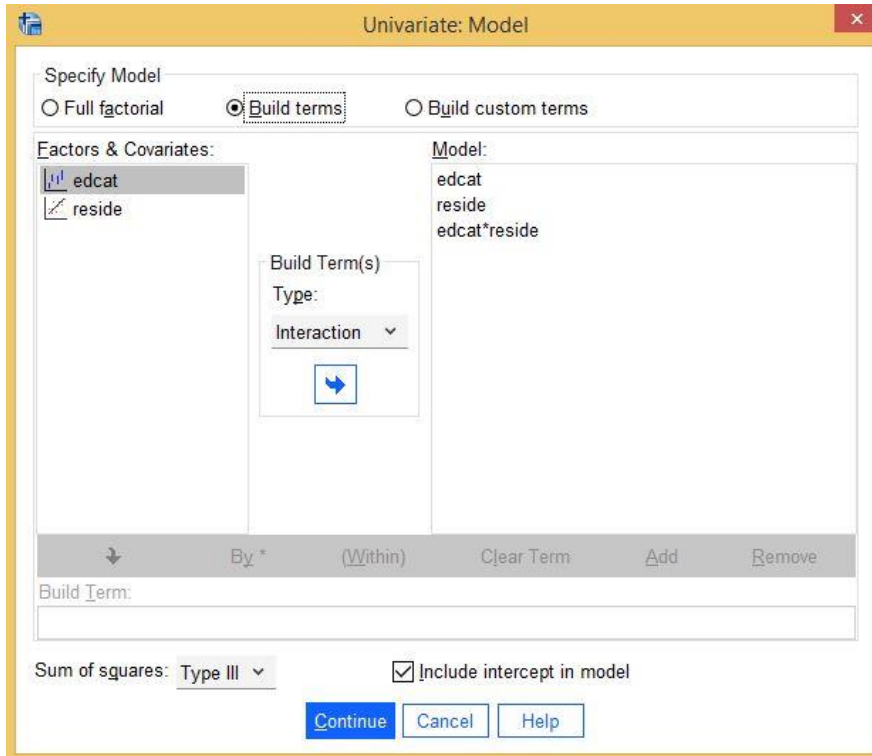 Univariate: Model
Specify Model
Full factorial Build terms Build custom terms
Factors & Covariates: Model:
edcat edcat
reside reside
edcat*reside
Build Term(s)
Type:
Interaction
By * (Within) Clear Term Add Remove
Build Term:
Sum of squares: Type III Include intercept in model
Continue Cancel Help